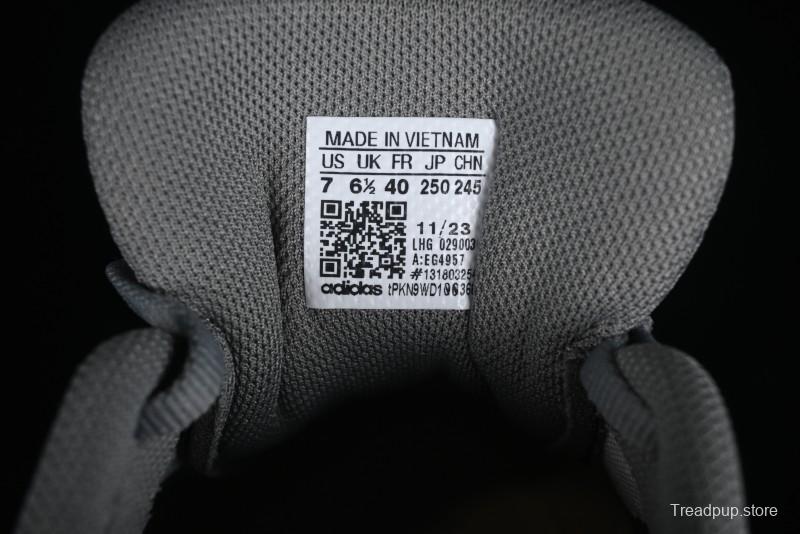 MADE IN VIETNAM
US UK FR JP CHN
7 6½ 40 250 245
11/23
LHG 029003
A:EG4957
#13180325
adidas
Treadpup.store